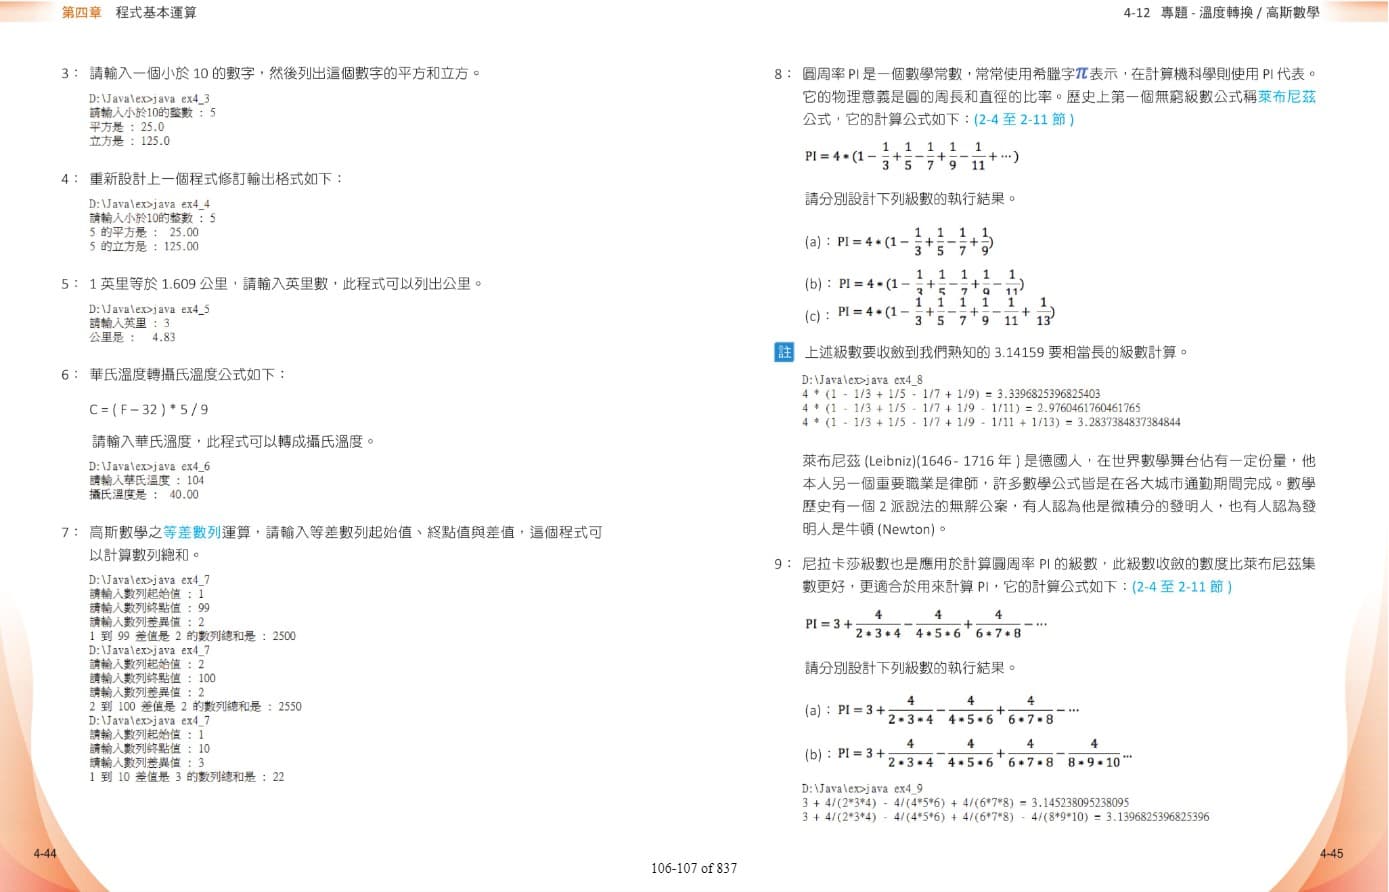 第四章 程式基本運算
3： 請輸入一個小於 10 的數字，然後列出這個數字的平方和立方。
D:\Java\ex>java ex4_3
請輸入小於10的整數 : 5
平方是 : 25.0
立方是 : 125.0
4： 重新設計上一個程式修訂輸出格式如下：
D:\Java\ex>java ex4_4
請輸入小於10的整數 : 5
5 的平方是 : 25.00
5 的立方是 : 125.00
5： 1 英里等於 1.609 公里，請輸入英里數，此程式可以列出公里。
D:\Java\ex>java ex4_5
請輸入英里 : 3
公里是 : 4.83
6： 華氏溫度轉攝氏溫度公式如下：
C = ( F – 32 ) * 5 / 9
請輸入華氏溫度，此程式可以轉成攝氏溫度。
D:\Java\ex>java ex4_6
請輸入華氏溫度 : 104
攝氏溫度是 : 40.00
7： 高斯數學之等差數列運算，請輸入等差數列起始值、終點值與差值，這個程式可
以計算數列總和。
D:\Java\ex>java ex4_7
請輸入數列起始值 : 1
請輸入數列終點值 : 99
請輸入數列差異值 : 2
1 到 99 差值是 2 的數列總和是 : 2500
D:\Java\ex>java ex4_7
請輸入數列起始值 : 2
請輸入數列終點值 : 100
請輸入數列差異值 : 2
2 到 100 差值是 2 的數列總和是 : 2550
D:\Java\ex>java ex4_7
請輸入數列起始值 : 1
請輸入數列終點值 : 10
請輸入數列差異值 : 3
1 到 10 差值是 3 的數列總和是 : 22
4-44
4-12 專題 - 溫度轉換 / 高斯數學
8： 圓周率 PI 是一個數學常數，常常使用希臘字π表示，在計算機科學則使用 PI 代表。
它的物理意義是圓的周長和直徑的比率。歷史上第一個無窮級數公式稱萊布尼茲
公式，它的計算公式如下：(2-4 至 2-11 節 )
PI = 4 * (1 − 1/3 + 1/5 − 1/7 + 1/9 − 1/11 + ⋯)
請分別設計下列級數的執行結果。
(a)：PI = 4 * (1 − 1/3 + 1/5 − 1/7 + 1/9)
(b)：PI = 4 * (1 − 1/3 + 1/5 − 1/7 + 1/9 − 1/11)
(c)：PI = 4 * (1 − 1/3 + 1/5 − 1/7 + 1/9 − 1/11 + 1/13)
註 上述級數要收斂到我們熟知的 3.14159 要相當長的級數計算。
D:\Java\ex>java ex4_8
4 * (1 - 1/3 + 1/5 - 1/7 + 1/9) = 3.3396825396825403
4 * (1 - 1/3 + 1/5 - 1/7 + 1/9 - 1/11) = 2.9760461760461765
4 * (1 - 1/3 + 1/5 - 1/7 + 1/9 - 1/11 + 1/13) = 3.2837384837384844
萊布尼茲 (Leibniz)(1646 - 1716 年 ) 是德國人，在世界數學舞台佔有一定份量，他
本人另一個重要職業是律師，許多數學公式皆是在各大城市通勤期間完成。數學
歷史有一個 2 派說法的無解公案，有人認為他是微積分的發明人，也有人認為發
明人是牛頓 (Newton)。
9： 尼拉卡莎級數也是應用於計算圓周率 PI 的級數，此級數收斂的數度比萊布尼茲集
數更好，更適合於用來計算 PI，它的計算公式如下：(2-4 至 2-11 節 )
PI = 3 + 4/(2*3*4) − 4/(4*5*6) + 4/(6*7*8) − ⋯
請分別設計下列級數的執行結果。
(a)：PI = 3 + 4/(2*3*4) − 4/(4*5*6) + 4/(6*7*8) − ⋯
(b)：PI = 3 + 4/(2*3*4) − 4/(4*5*6) + 4/(6*7*8) − 4/(8*9*10) ⋯
D:\Java\ex>java ex4_9
3 + 4/(2*3*4) - 4/(4*5*6) + 4/(6*7*8) = 3.145238095238095
3 + 4/(2*3*4) - 4/(4*5*6) + 4/(6*7*8) - 4/(8*9*10) = 3.1396825396825396
4-45
106-107 of 837